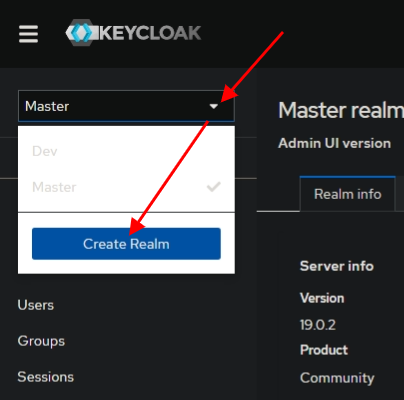 KEYCLOAK
Master
Dev
Master
Create Realm
Users
Groups
Sessions
Master realm
Admin UI version
Realm info
Server info
Version
19.0.2
Product
Community